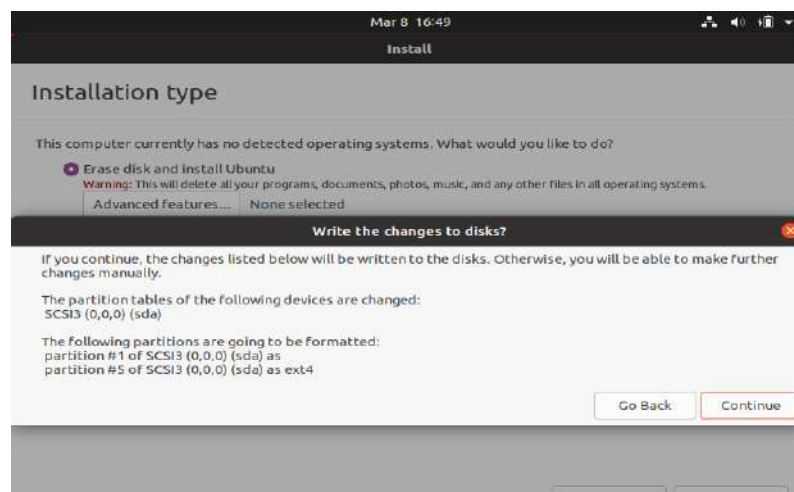 Mar 8 16:49
Install
Installation type
This computer currently has no detected operating systems. What would you like to do?
Erase disk and install Ubuntu
Warning: This will delete all your programs, documents, photos, music, and any other files in all operating systems.
Advanced features... None selected
Write the changes to disks?
If you continue, the changes listed below will be written to the disks. Otherwise, you will be able to make further
changes manually.
The partition tables of the following devices are changed:
SCSI3 (0,0,0) (sda)
The following partitions are going to be formatted:
partition #1 of SCSI3 (0,0,0) (sda) as
partition #5 of SCSI3 (0,0,0) (sda) as ext4
Go Back Continue